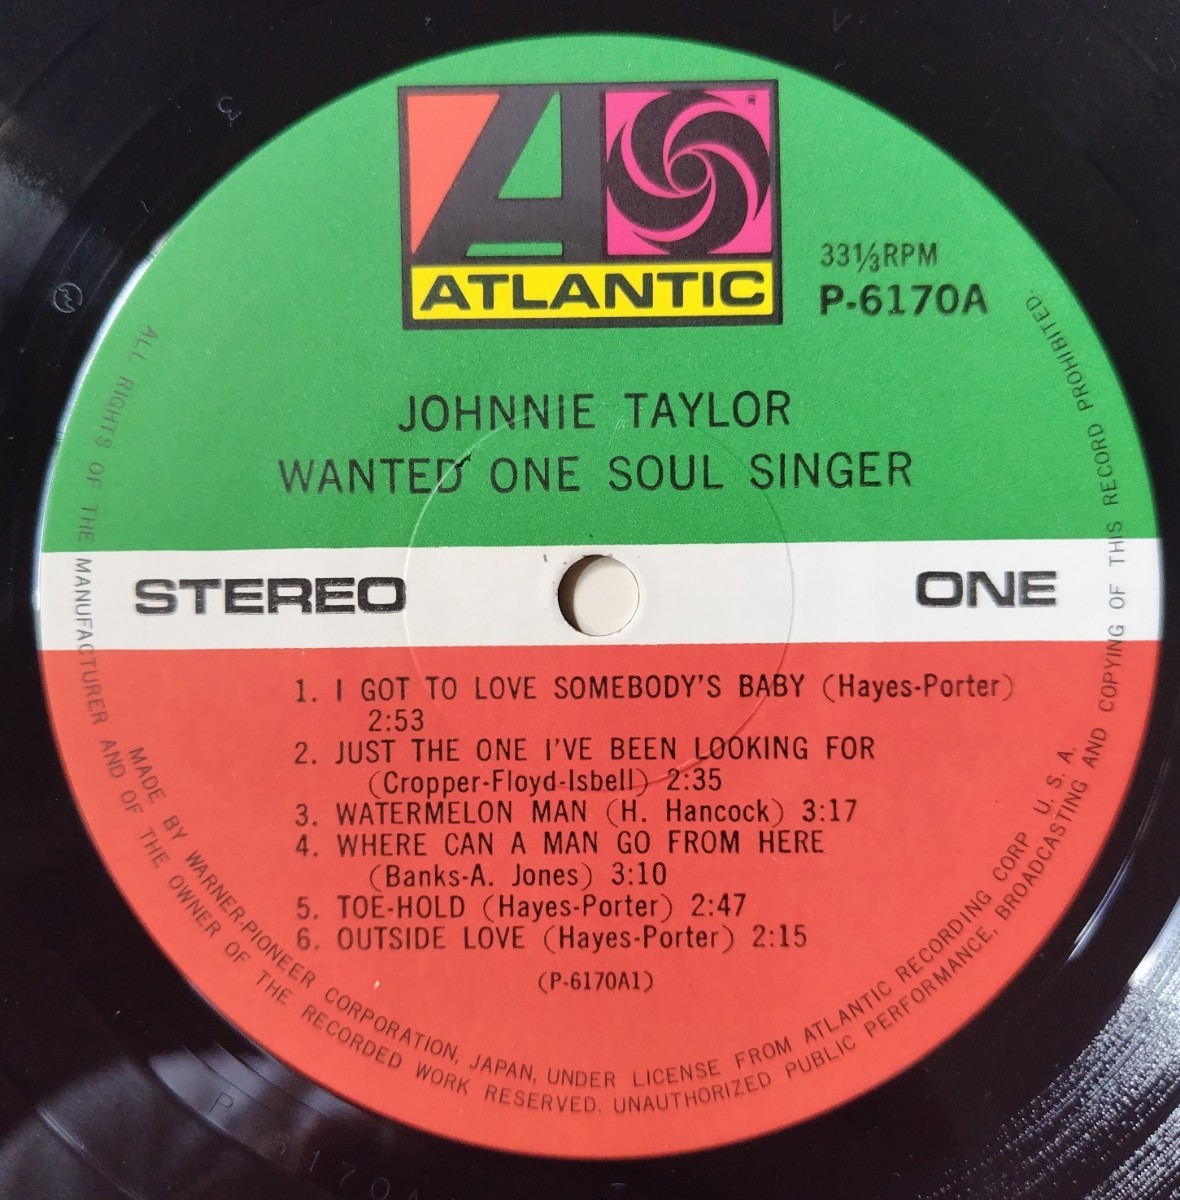 ATLANTIC
®
33⅓RPM
P-6170A
JOHNNIE TAYLOR
WANTED ONE SOUL SINGER
STEREO
ONE
1. I GOT TO LOVE SOMEBODY'S BABY (Hayes-Porter)
2:53
2. JUST THE ONE I'VE BEEN LOOKING FOR
(Cropper-Floyd-Isbell) 2:35
3. WATERMELON MAN (H. Hancock) 3:17
4. WHERE CAN A MAN GO FROM HERE
(Banks-A. Jones) 3:10
5. TOE-HOLD (Hayes-Porter) 2:47
6. OUTSIDE LOVE (Hayes-Porter) 2:15
(P-6170A1)
MADE BY WARNER-PIONEER CORPORATION, JAPAN, UNDER LICENSE FROM ATLANTIC RECORDING CORP U. S. A.
ALL RIGHTS OF THE MANUFACTURER AND OF THE OWNER OF THE RECORDED WORK RESERVED. UNAUTHORIZED PUBLIC PERFORMANCE, BROADCASTING AND COPYING OF THIS RECORD PROHIBITED.